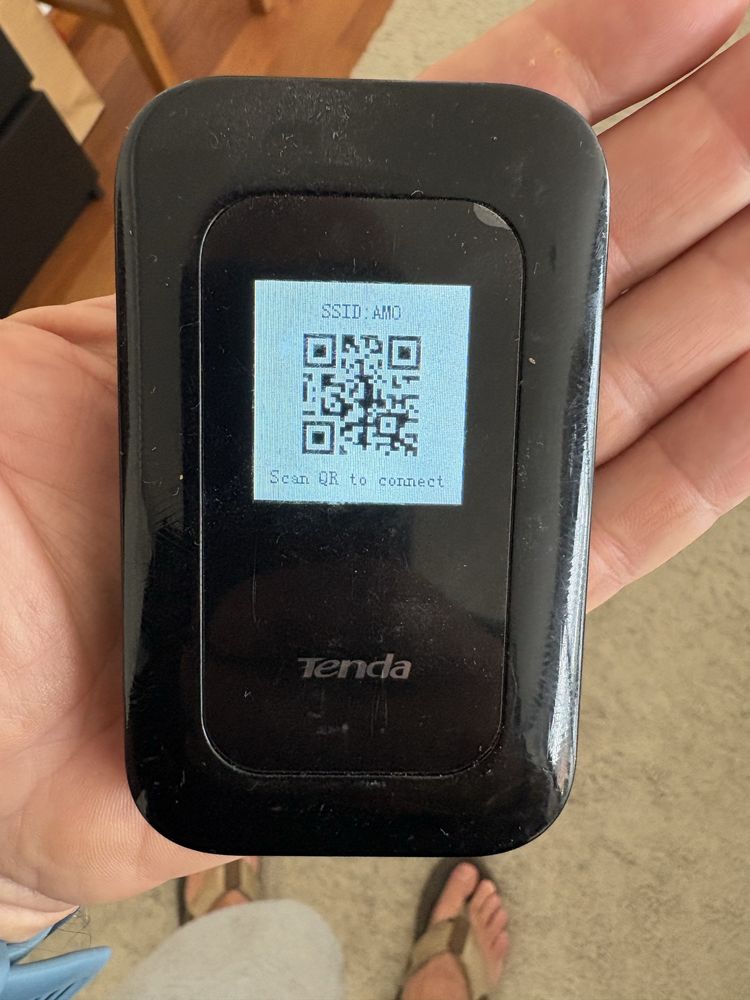 SSID:AMO
Scan QR to connect
Tenda